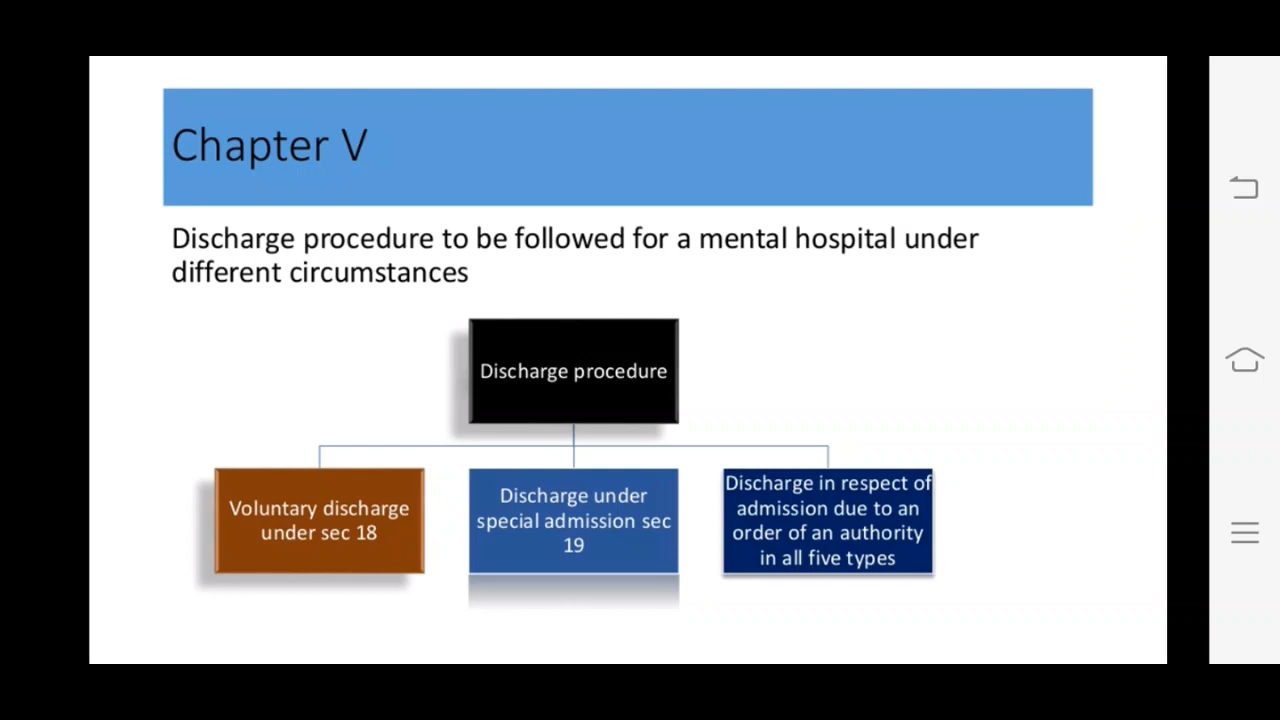 Chapter V
Discharge procedure to be followed for a mental hospital under
different circumstances
Discharge procedure
Voluntary discharge
under sec 18
Discharge under
special admission sec
19
Discharge in respect of
admission due to an
order of an authority
in all five types